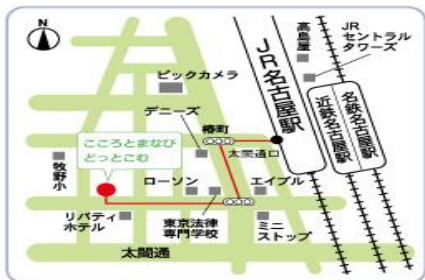 N
高島屋
JR
セントラル
タワーズ
ビックカメラ
JR名古屋駅
デニーズ
椿町
名鉄名古屋駅
近鉄名古屋駅
太閤通口
こころとまなび
どっとこむ
牧野小
ローソン
エイブル
リバティ
ホテル
東京法律
専門学校
ミニ
ストップ
太閤通